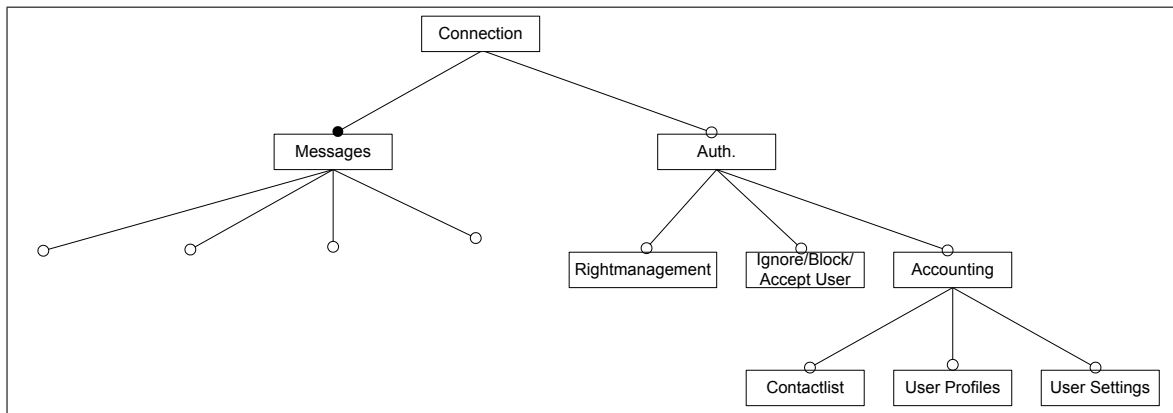 Connection
Messages
Auth.
Rightmanagement
Ignore/Block/
Accept User
Accounting
Contactlist
User Profiles
User Settings